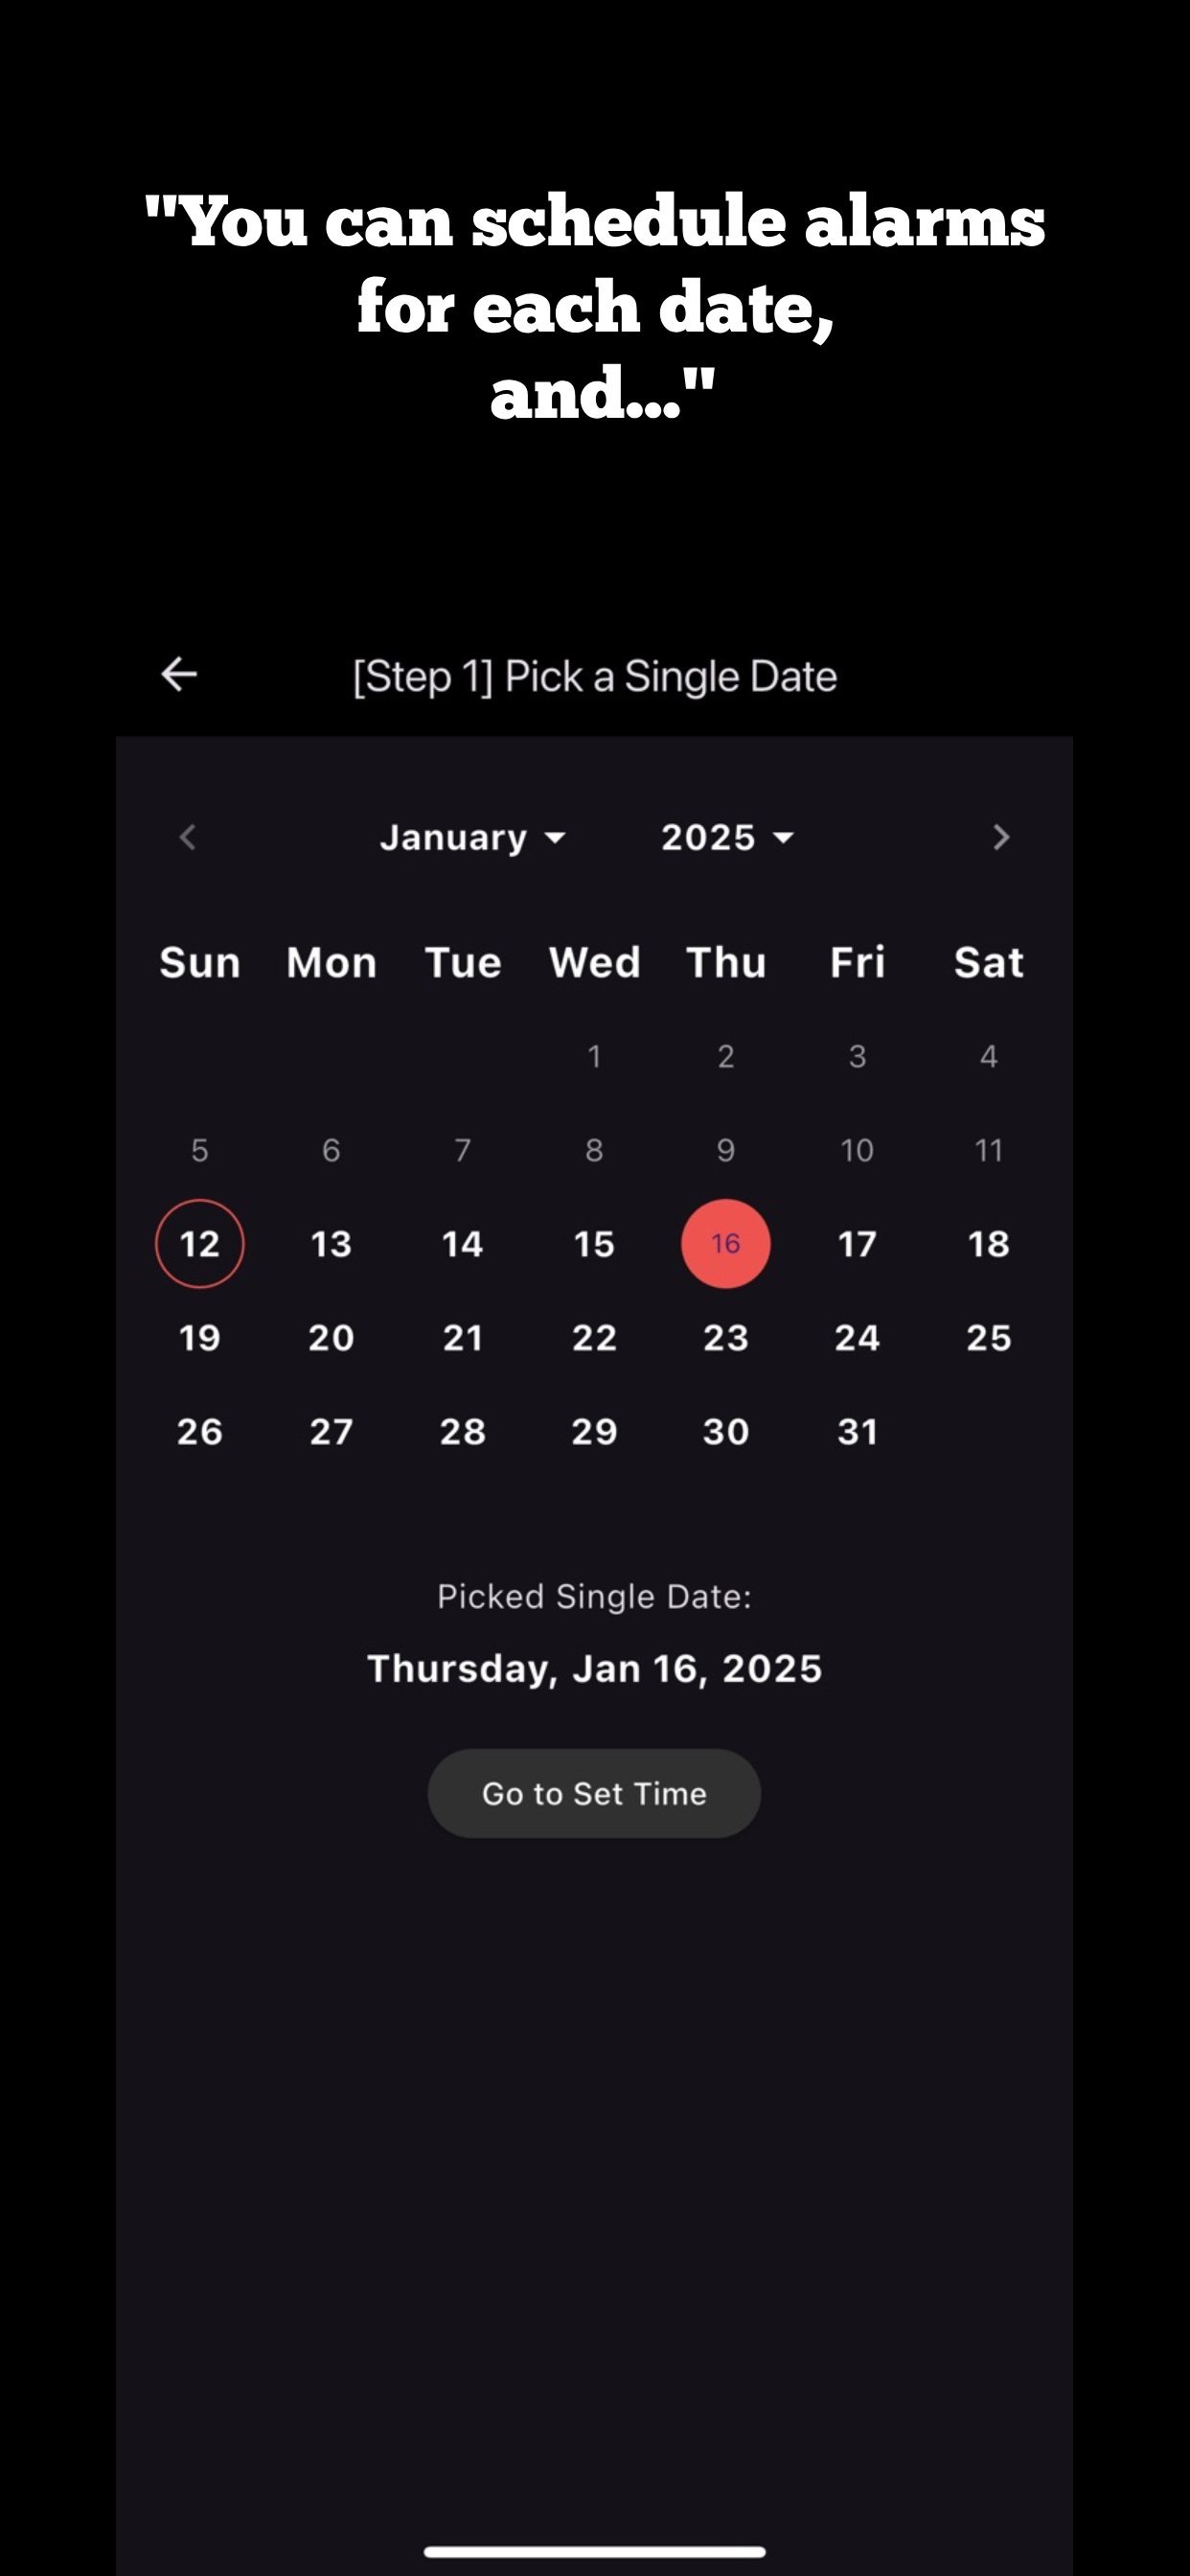 "You can schedule alarms
for each date,
and..."
[Step 1] Pick a Single Date
January 2025
Sun Mon Tue Wed Thu Fri Sat
1 2 3 4
5 6 7 8 9 10 11
12 13 14 15 16 17 18
19 20 21 22 23 24 25
26 27 28 29 30 31
Picked Single Date:
Thursday, Jan 16, 2025
Go to Set Time